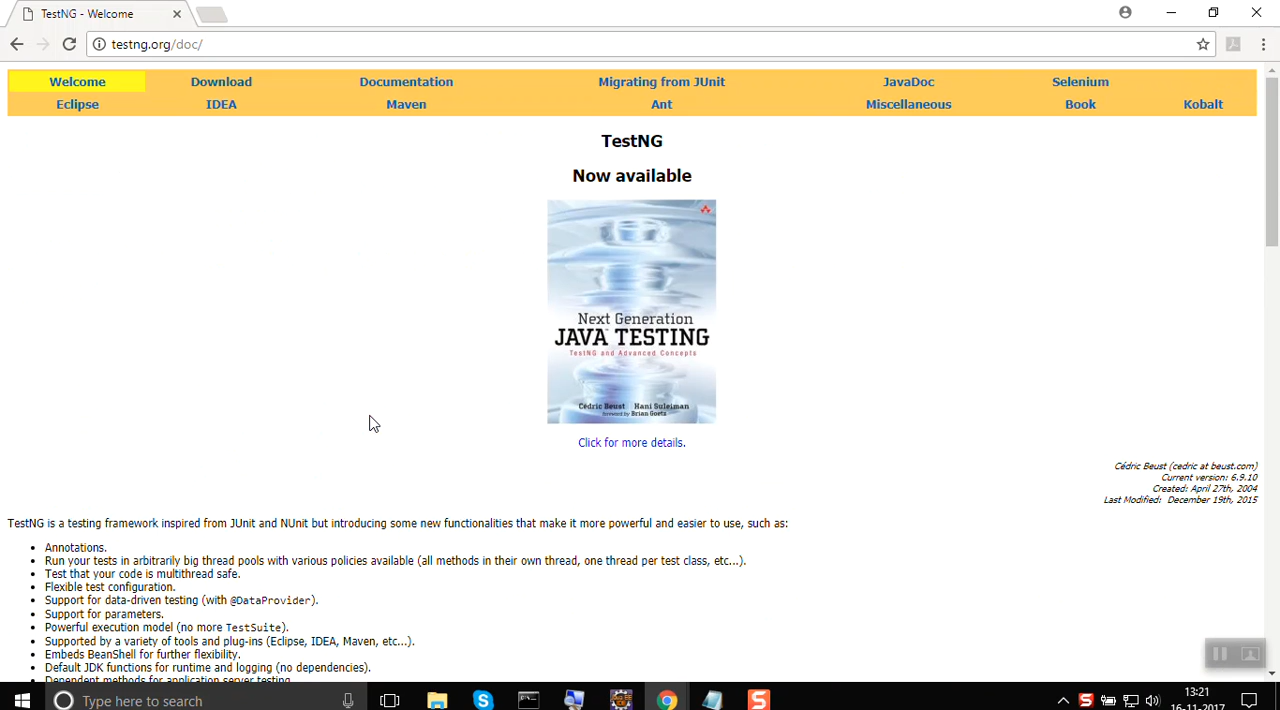 TestNG - Welcome
testng.org/doc/
Welcome Download Documentation Migrating from JUnit JavaDoc Selenium
Eclipse IDEA Maven Ant Miscellaneous Book Kobalt
TestNG
Now available
Next Generation
JAVA TESTING
TestNG and Advanced Concepts
Cédric Beust Hani Suleiman
Foreword by Brian Goetz
Click for more details.
Cédric Beust (cedric at beust.com)
Current version: 6.9.10
Created: April 27th, 2004
Last Modified: December 19th, 2015
TestNG is a testing framework inspired from JUnit and NUnit but introducing some new functionalities that make it more powerful and easier to use, such as:
• Annotations.
• Run your tests in arbitrarily big thread pools with various policies available (all methods in their own thread, one thread per test class, etc...).
• Test that your code is multithread safe.
• Flexible test configuration.
• Support for data-driven testing (with @DataProvider).
• Support for parameters.
• Powerful execution model (no more TestSuite).
• Supported by a variety of tools and plug-ins (Eclipse, IDEA, Maven, etc...).
• Embeds BeanShell for further flexibility.
• Default JDK functions for runtime and logging (no dependencies).
• Dependent methods for application server testing.
Type here to search
13:21
16-11-2017